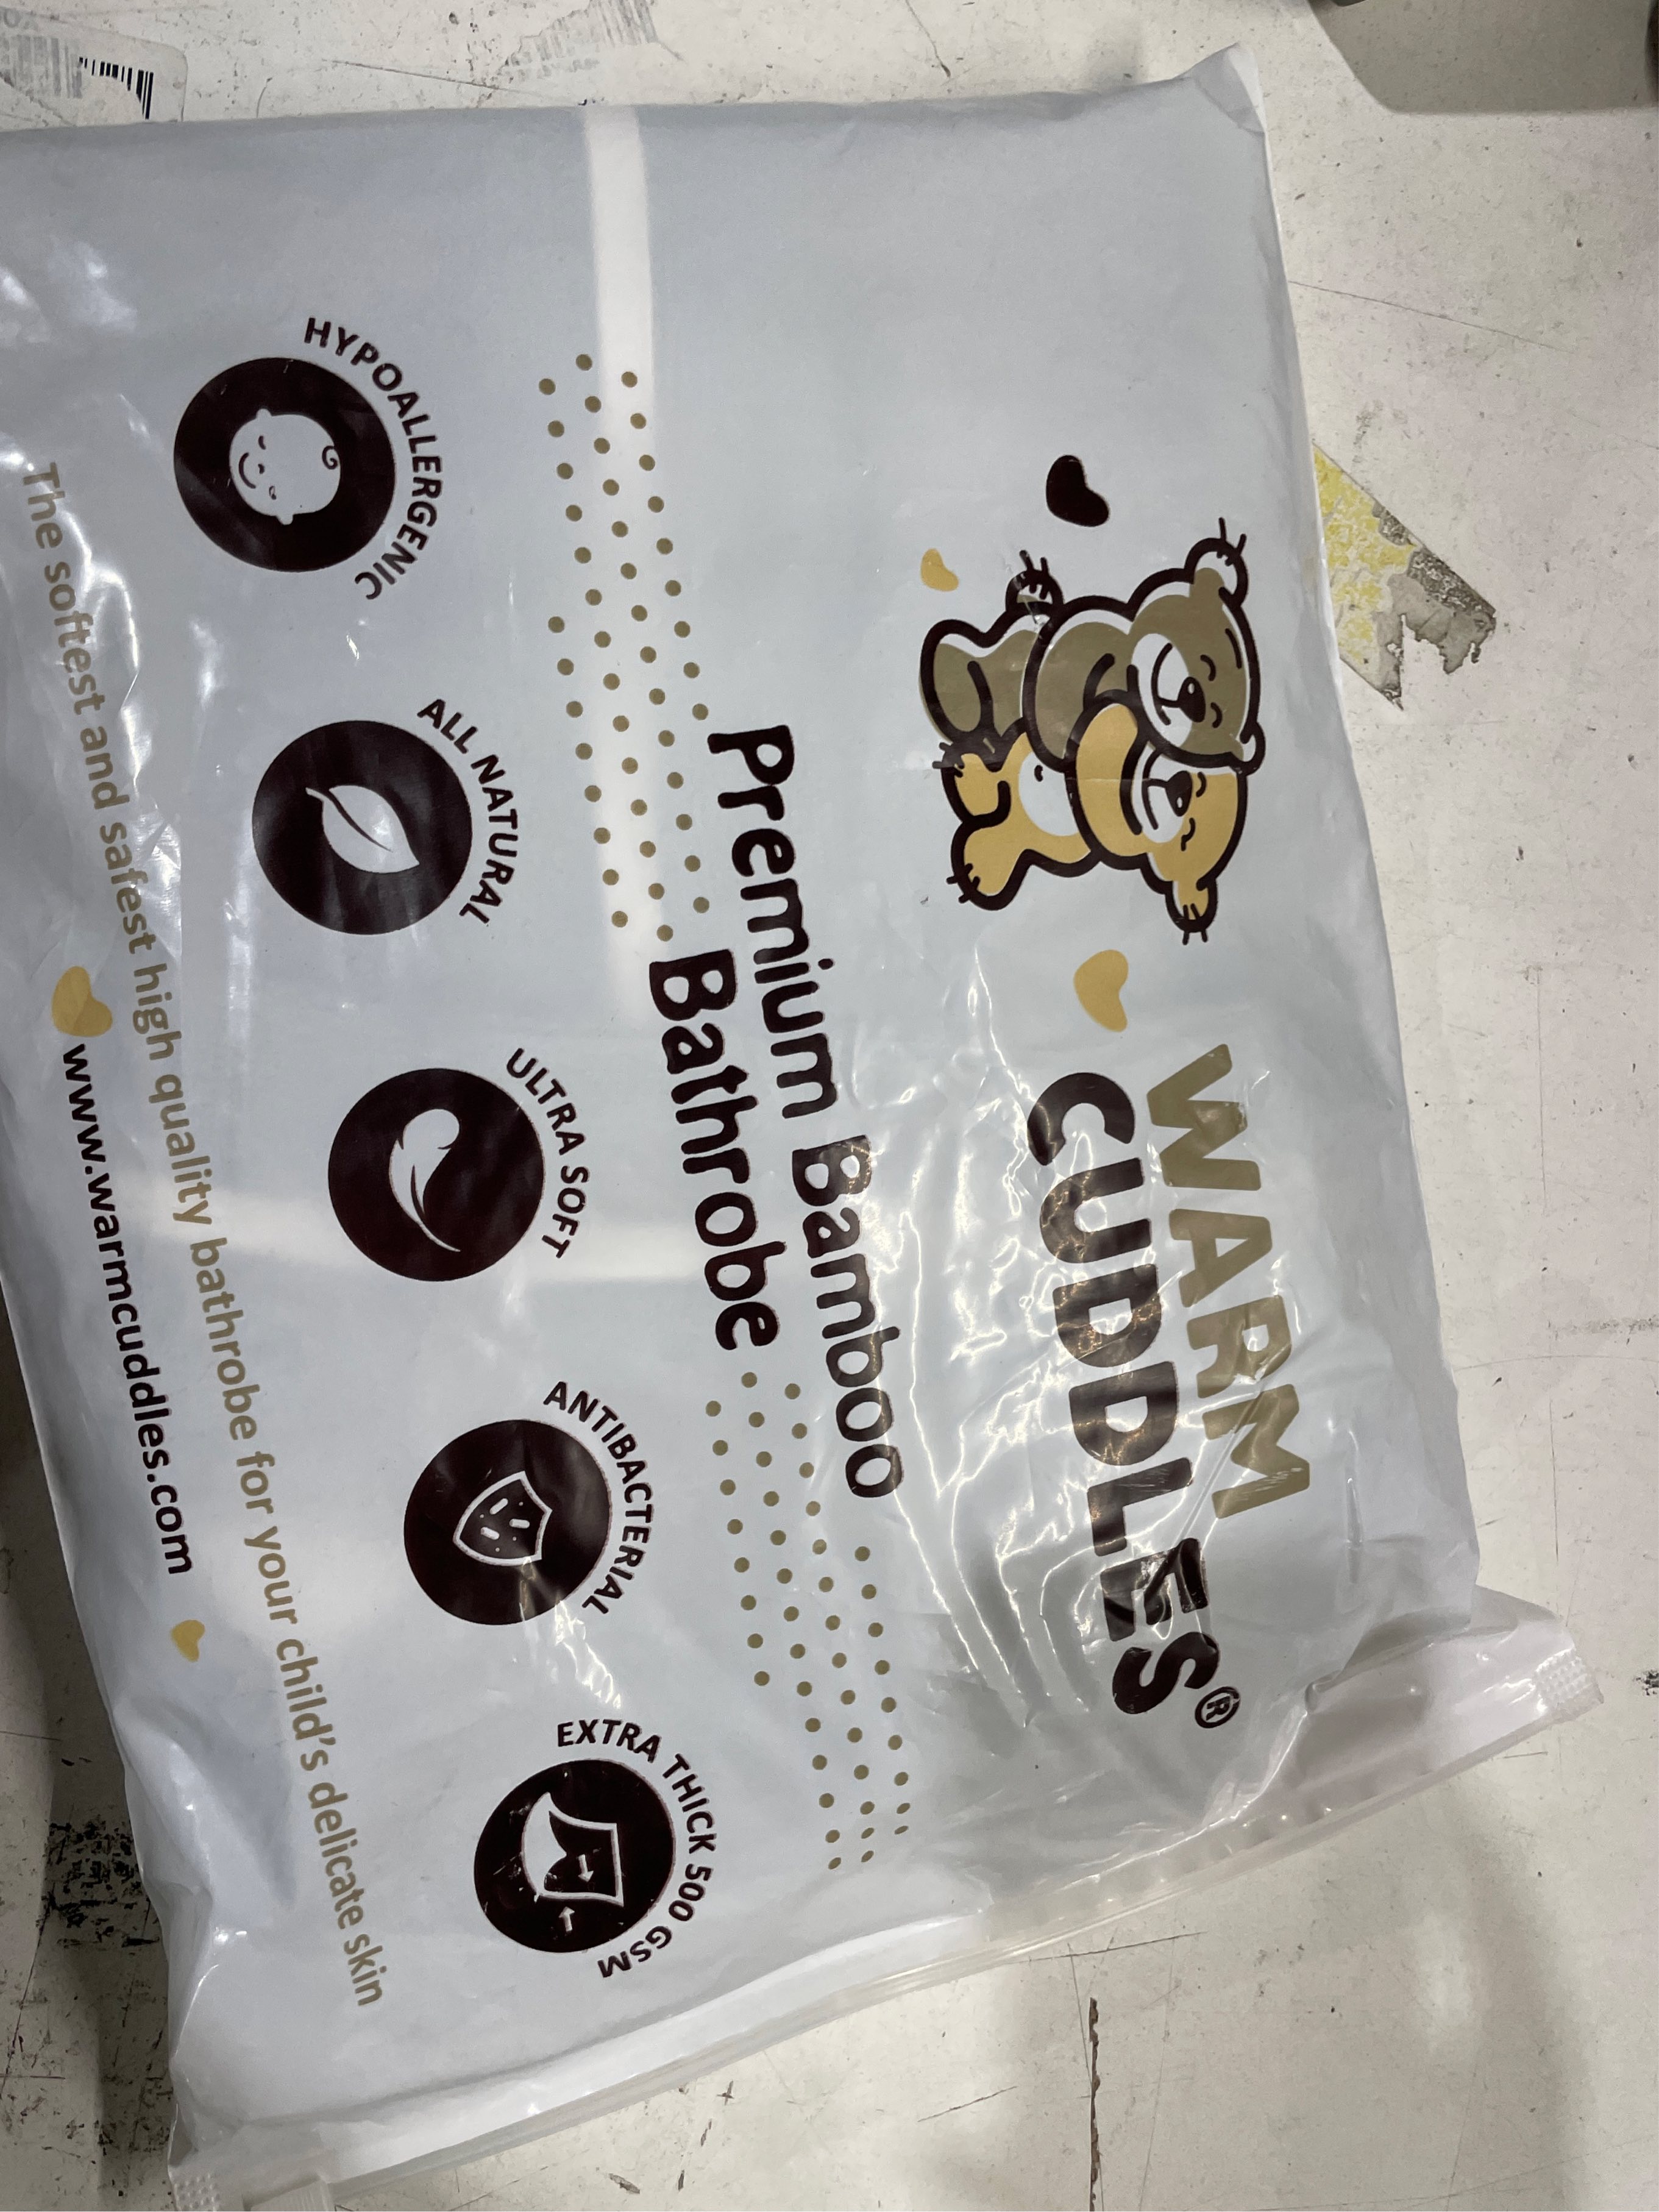 WARM
CUDDLES®
Premium Bamboo
Bathrobe
HYPOALLERGENIC
ALL NATURAL
ULTRA SOFT
ANTIBACTERIAL
EXTRA THICK 500 GSM
The softest and safest high quality bathrobe for your child's delicate skin
www.warmcuddles.com